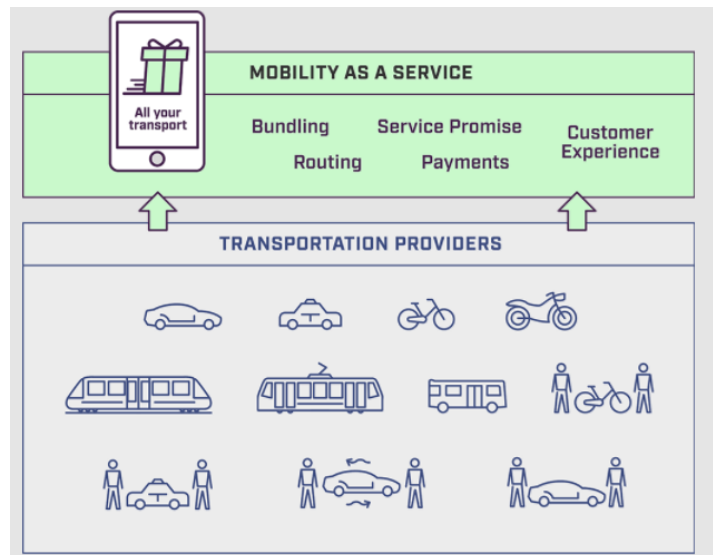 MOBILITY AS A SERVICE
All your
transport
Bundling
Service Promise
Customer
Experience
Routing
Payments
TRANSPORTATION PROVIDERS
T
T